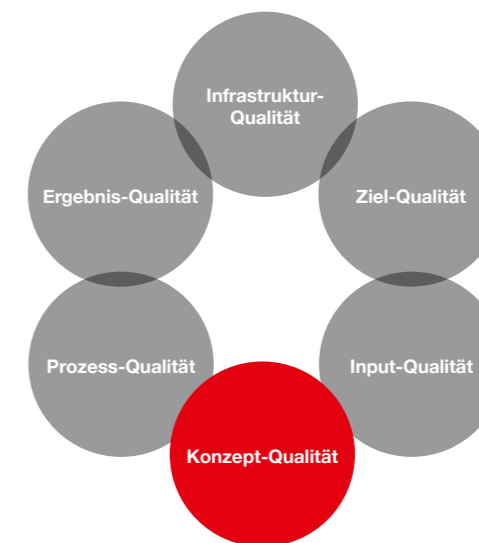 Infrastruktur-
Qualität
Ergebnis-Qualität
Ziel-Qualität
Prozess-Qualität
Input-Qualität
Konzept-Qualität